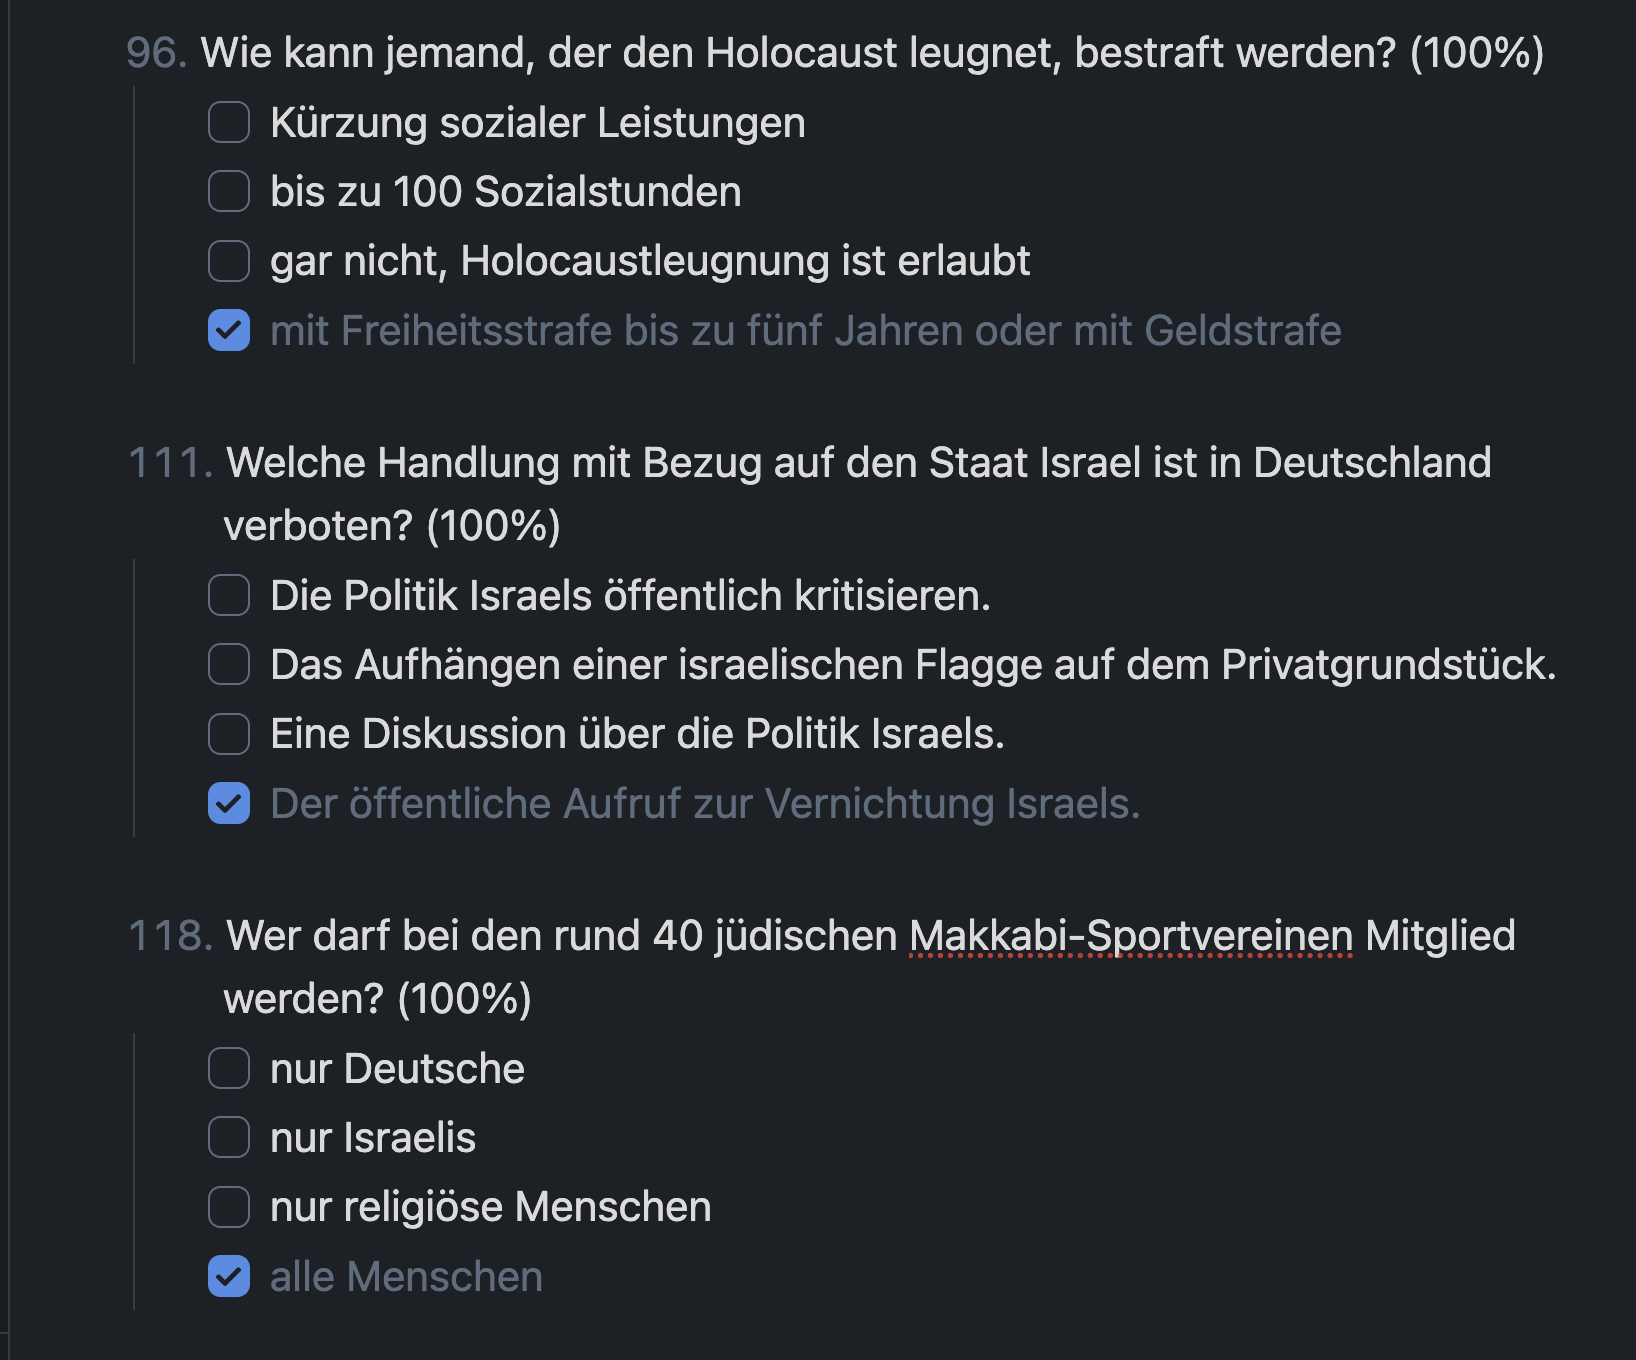 96. Wie kann jemand, der den Holocaust leugnet, bestraft werden? (100%)
Kürzung sozialer Leistungen
bis zu 100 Sozialstunden
gar nicht, Holocaustleugnung ist erlaubt
mit Freiheitsstrafe bis zu fünf Jahren oder mit Geldstrafe
111. Welche Handlung mit Bezug auf den Staat Israel ist in Deutschland
verboten? (100%)
Die Politik Israels öffentlich kritisieren.
Das Aufhängen einer israelischen Flagge auf dem Privatgrundstück.
Eine Diskussion über die Politik Israels.
Der öffentliche Aufruf zur Vernichtung Israels.
118. Wer darf bei den rund 40 jüdischen Makkabi-Sportvereinen Mitglied
werden? (100%)
nur Deutsche
nur Israelis
nur religiöse Menschen
alle Menschen